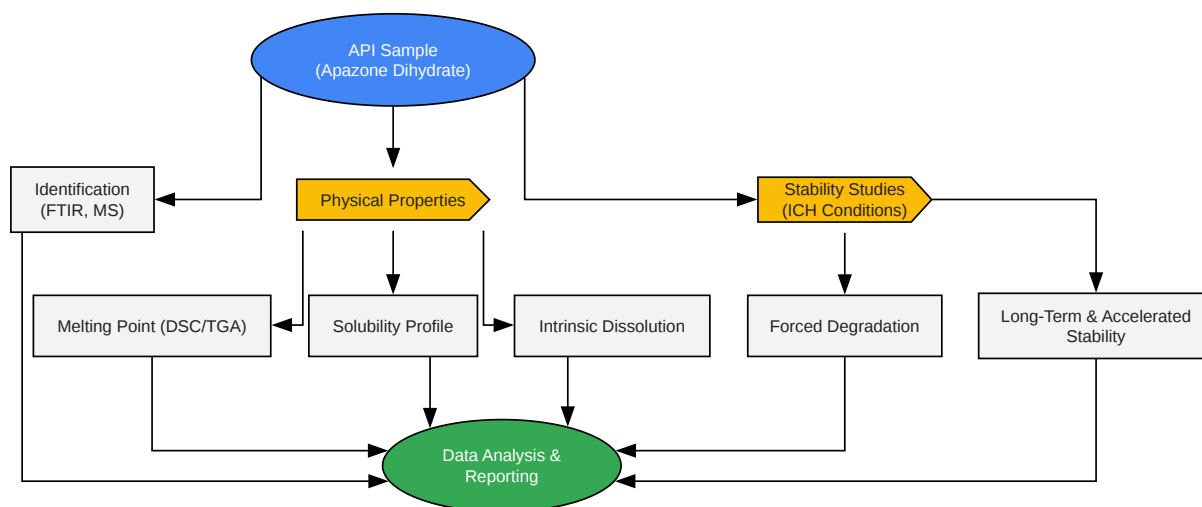 API Sample
(Apazone Dihydrate)
Identification
(FTIR, MS)
Physical Properties
Stability Studies
(ICH Conditions)
Melting Point (DSC/TGA)
Solubility Profile
Intrinsic Dissolution
Forced Degradation
Long-Term & Accelerated
Stability
Data Analysis &
Reporting